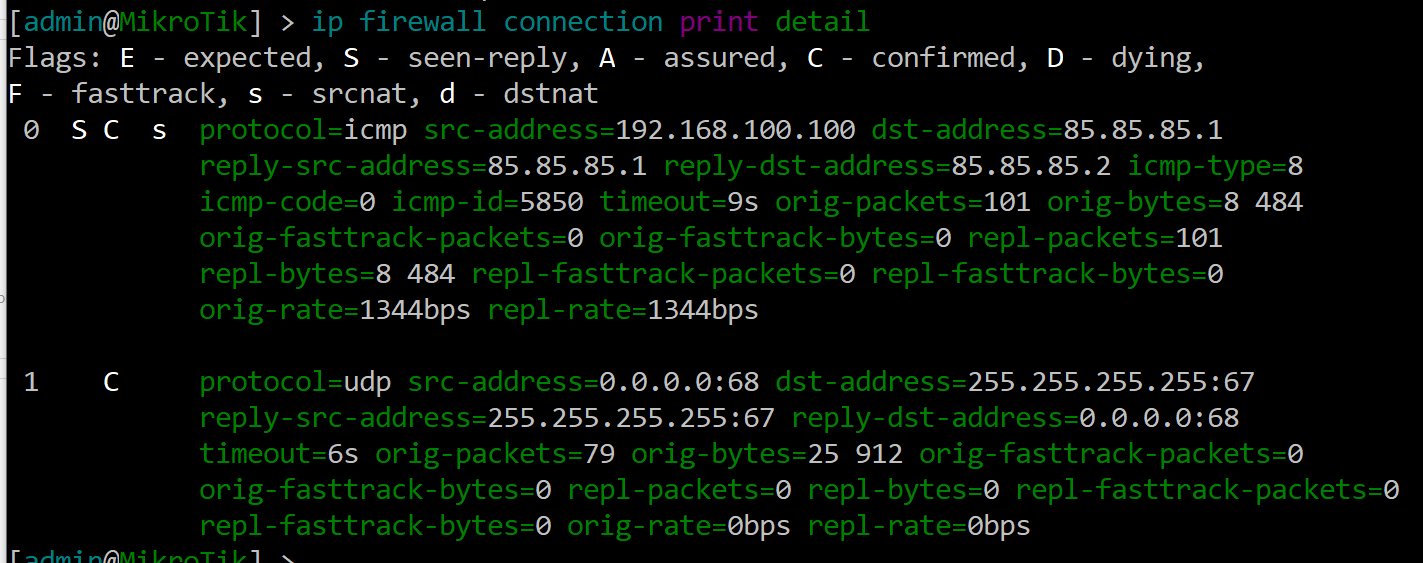 [admin@MikroTik] > ip firewall connection print detail
Flags: E - expected, S - seen-reply, A - assured, C - confirmed, D - dying,
F - fasttrack, s - srcnat, d - dstnat
 0  S C  s  protocol=icmp src-address=192.168.100.100 dst-address=85.85.85.1
            reply-src-address=85.85.85.1 reply-dst-address=85.85.85.2 icmp-type=8
            icmp-code=0 icmp-id=5850 timeout=9s orig-packets=101 orig-bytes=8 484
            orig-fasttrack-packets=0 orig-fasttrack-bytes=0 repl-packets=101
            repl-bytes=8 484 repl-fasttrack-packets=0 repl-fasttrack-bytes=0
            orig-rate=1344bps repl-rate=1344bps
 1    C     protocol=udp src-address=0.0.0.0:68 dst-address=255.255.255.255:67
            reply-src-address=255.255.255.255:67 reply-dst-address=0.0.0.0:68
            timeout=6s orig-packets=79 orig-bytes=25 912 orig-fasttrack-packets=0
            orig-fasttrack-bytes=0 repl-packets=0 repl-bytes=0 repl-fasttrack-packets=0
            repl-fasttrack-bytes=0 orig-rate=0bps repl-rate=0bps
[admin@MikroTik] >